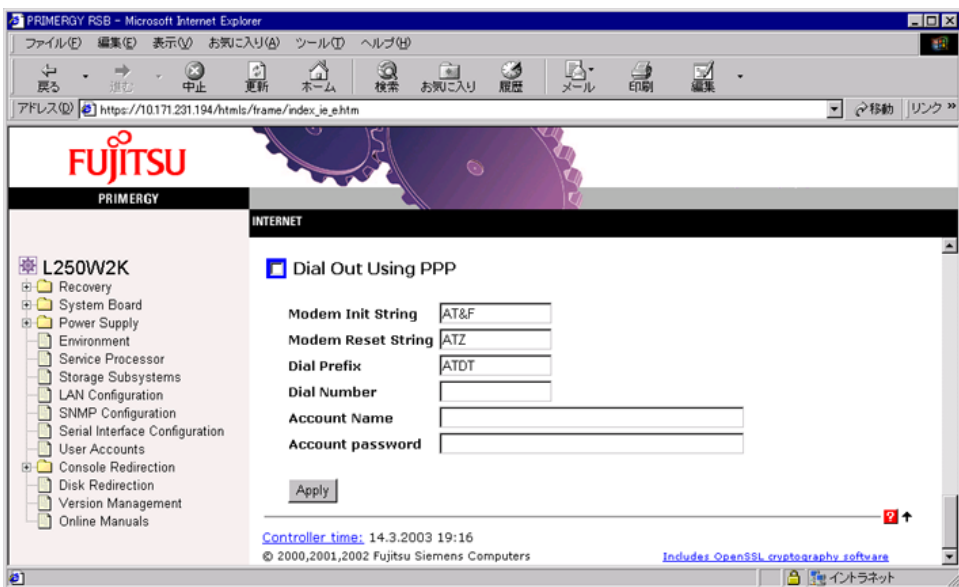 PRIMERGY RSB - Microsoft Internet Explorer
ファイル(F) 編集(E) 表示(V) お気に入り(A) ツール(T) ヘルプ(H)
戻る 進む 中止 更新 ホーム 検索 お気に入り 履歴 メール 印刷 編集
アドレス(D) https://10.171.231.194/htmls/frame/index_ie_e.htm 移動 リンク »
FUJITSU
PRIMERGY
INTERNET
L250W2K
Recovery
System Board
Power Supply
Environment
Service Processor
Storage Subsystems
LAN Configuration
SNMP Configuration
Serial Interface Configuration
User Accounts
Console Redirection
Disk Redirection
Version Management
Online Manuals
Dial Out Using PPP
Modem Init String AT&F
Modem Reset String ATZ
Dial Prefix ATDT
Dial Number
Account Name
Account password
Apply
?
Controller time: 14.3.2003 19:16
© 2000,2001,2002 Fujitsu Siemens Computers Includes OpenSSL cryptography software
イントラネット